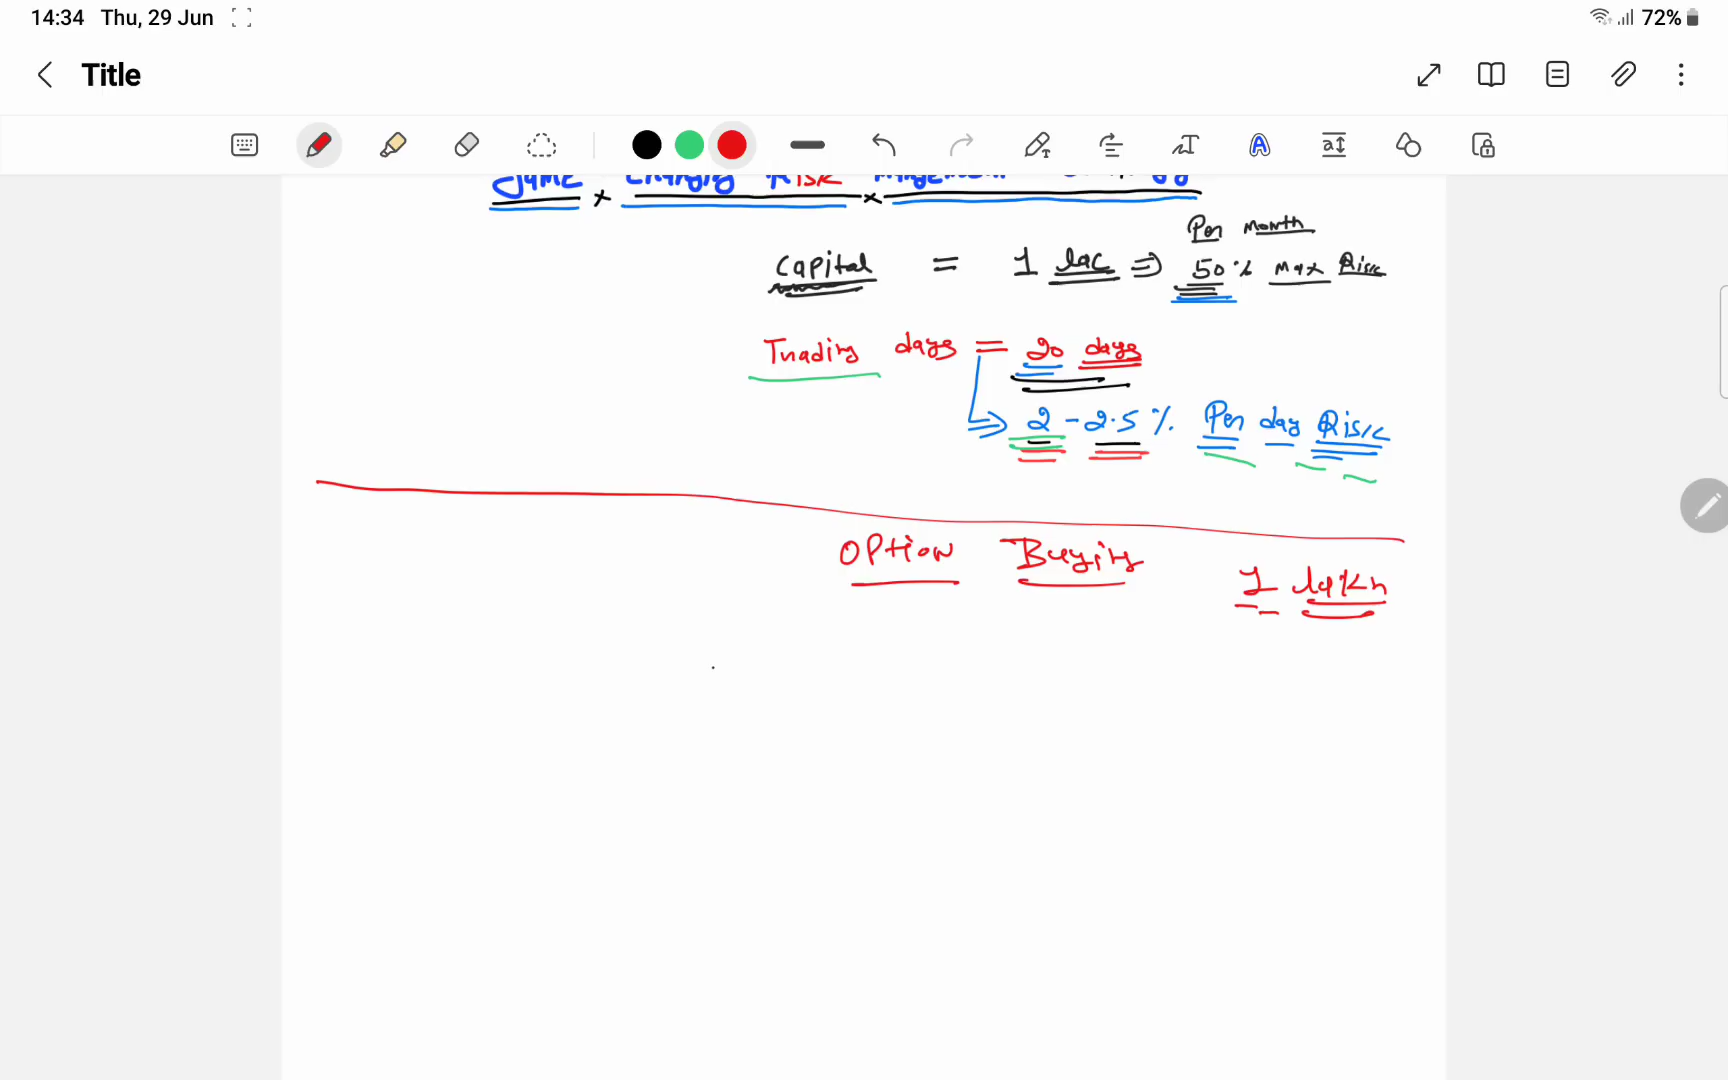 14:34 Thu, 29 Jun 72%
Title
Per Month
Capital = 1 lac ⇒ 50% Max Risk
Trading days = 20 days
⇒ 2 - 2.5 % Per day Risk
Option Buying
1 lakh